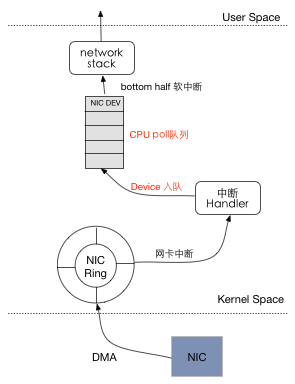 User Space
network
stack
bottom half 软中断
NIC DEV
CPU poll队列
Device 入队
中断
Handler
NIC
Ring
网卡中断
Kernel Space
DMA
NIC